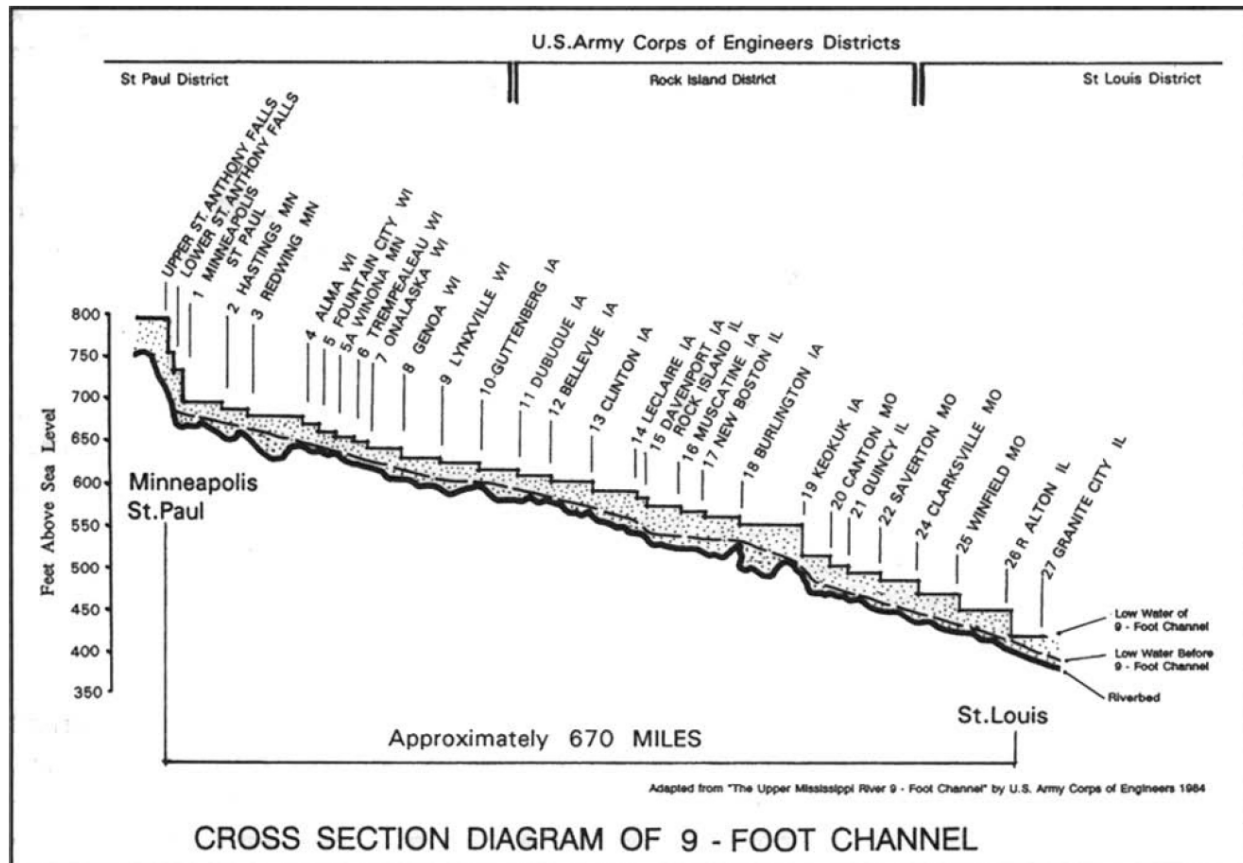 U.S.Army Corps of Engineers Districts
St Paul District
Rock Island District
St Louis District
UPPER ST. ANTHONY FALLS
LOWER ST. ANTHONY FALLS
1 MINNEAPOLIS
ST PAUL
2 HASTINGS MN
3 REDWING MN
4 ALMA WI
5 FOUNTAIN CITY WI
5A WINONA MN
6 TREMPEALEAU WI
7 ONALASKA WI
8 GENOA WI
9 LYNXVILLE WI
10-GUTTENBERG IA
11 DUBUQUE IA
12 BELLEVUE IA
13 CLINTON IA
14 LECLAIRE IA
15 DAVENPORT IA
ROCK ISLAND IL
16 MUSCATINE IA
17 NEW BOSTON IL
18 BURLINGTON IA
19 KEOKUK IA
20 CANTON MO
21 QUINCY IL
22 SAVERTON MO
24 CLARKSVILLE MO
25 WINFIELD MO
26 R ALTON IL
27 GRANITE CITY IL
Feet Above Sea Level
800
750
700
650
600
550
500
450
400
350
Minneapolis
St.Paul
Low Water of
9 - Foot Channel
Low Water Before
9 - Foot Channel
Riverbed
St.Louis
Approximately 670 MILES
Adapted from "The Upper Mississippi River 9 - Foot Channel" by U.S. Army Corps of Engineers 1984
CROSS SECTION DIAGRAM OF 9 - FOOT CHANNEL